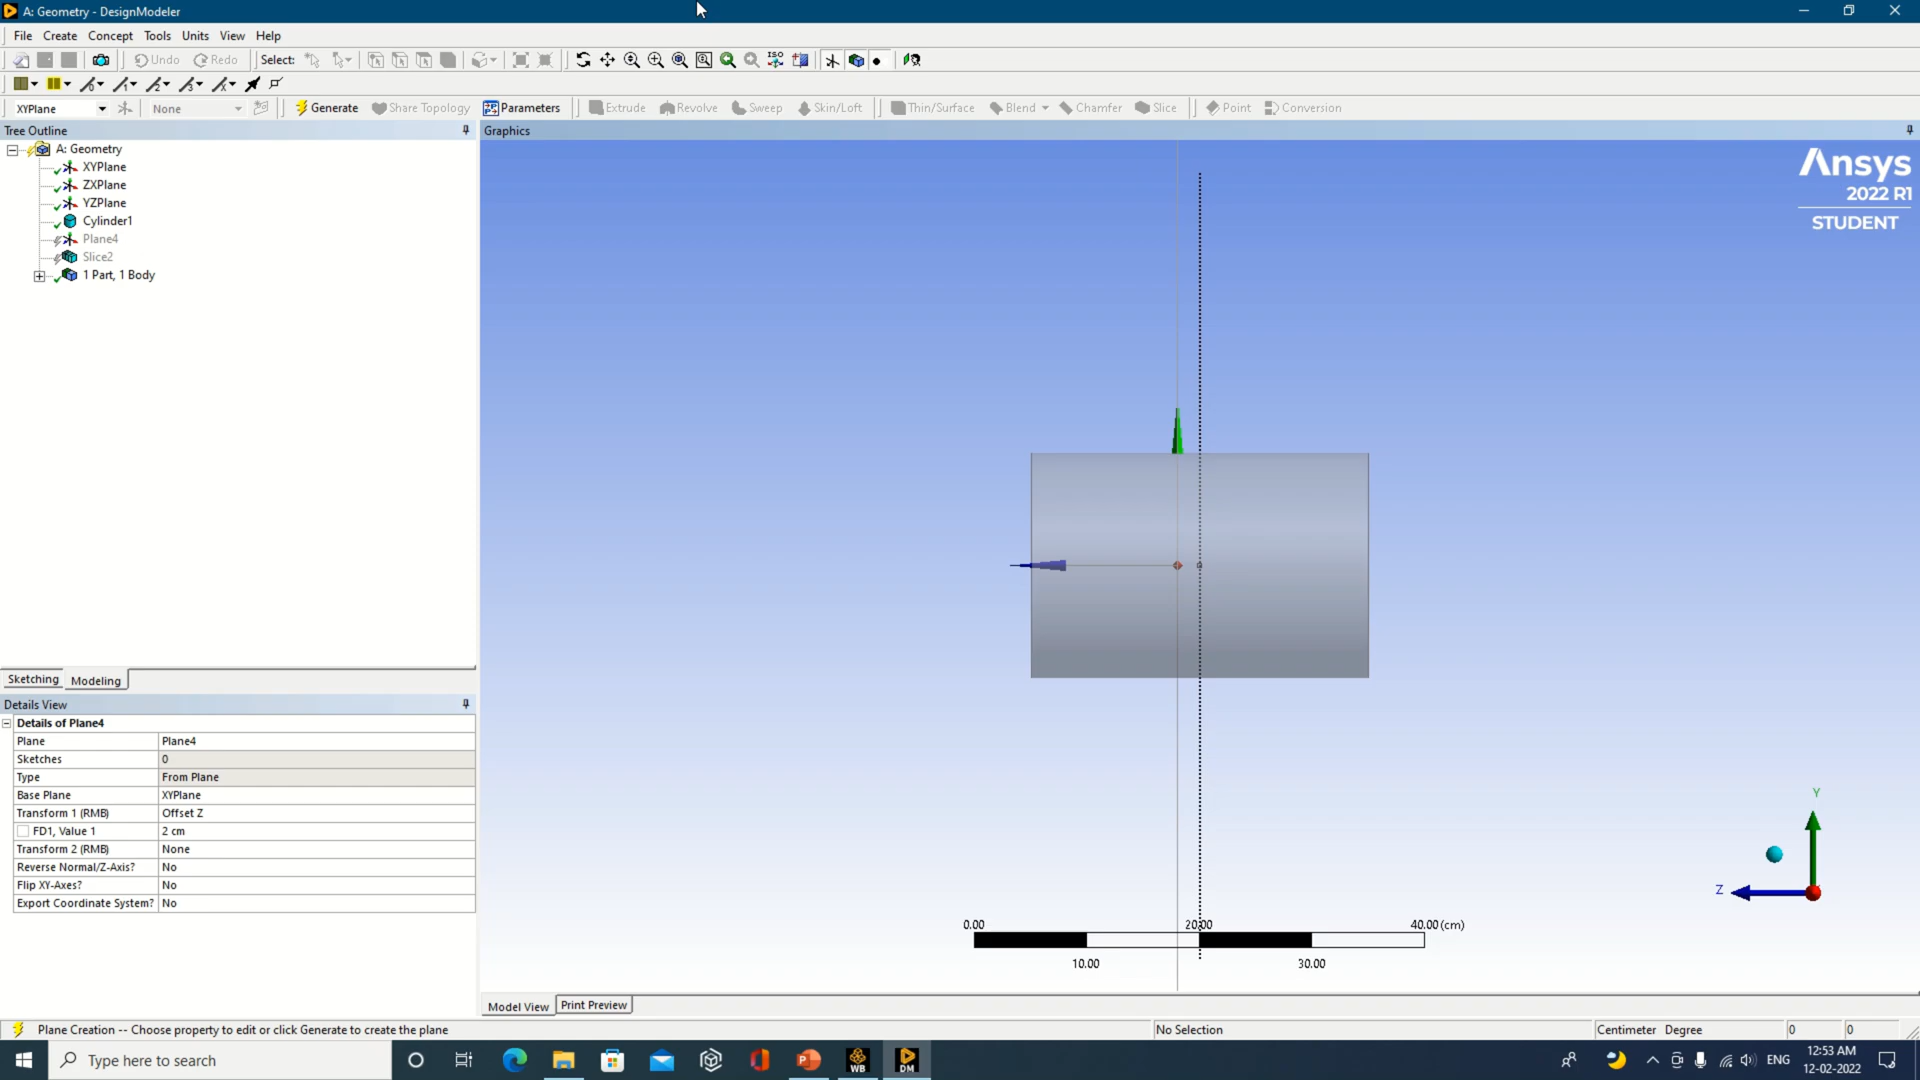 A: Geometry - DesignModeler
File Create Concept Tools Units View Help
Undo Redo Select: ISO
XYPlane None Generate Share Topology Parameters Extrude Revolve Sweep Skin/Loft Thin/Surface Blend Chamfer Slice Point Conversion
Tree Outline
Graphics
A: Geometry
XYPlane
ZXPlane
YZPlane
Cylinder1
Plane4
Slice2
1 Part, 1 Body
Ansys
2022 R1
STUDENT
Sketching Modeling
Details View
Details of Plane4
Plane Plane4
Sketches 0
Type From Plane
Base Plane XYPlane
Transform 1 (RMB) Offset Z
FD1, Value 1 2 cm
Transform 2 (RMB) None
Reverse Normal/Z-Axis? No
Flip XY-Axes? No
Export Coordinate System? No
Y
Z
0.00 20.00 40.00 (cm)
10.00 30.00
Model View Print Preview
Plane Creation -- Choose property to edit or click Generate to create the plane
No Selection
Centimeter Degree 0 0
Type here to search
WB
DM
ENG
12:53 AM
12-02-2022